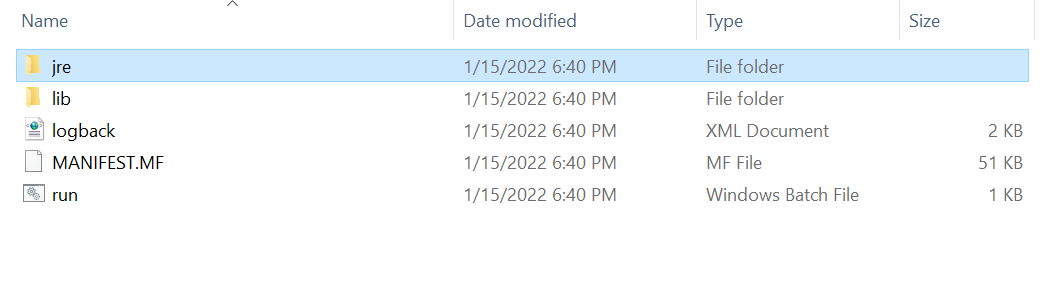 Name Date modified Type Size
jre 1/15/2022 6:40 PM File folder
lib 1/15/2022 6:40 PM File folder
logback 1/15/2022 6:40 PM XML Document 2 KB
MANIFEST.MF 1/15/2022 6:40 PM MF File 51 KB
run 1/15/2022 6:40 PM Windows Batch File 1 KB